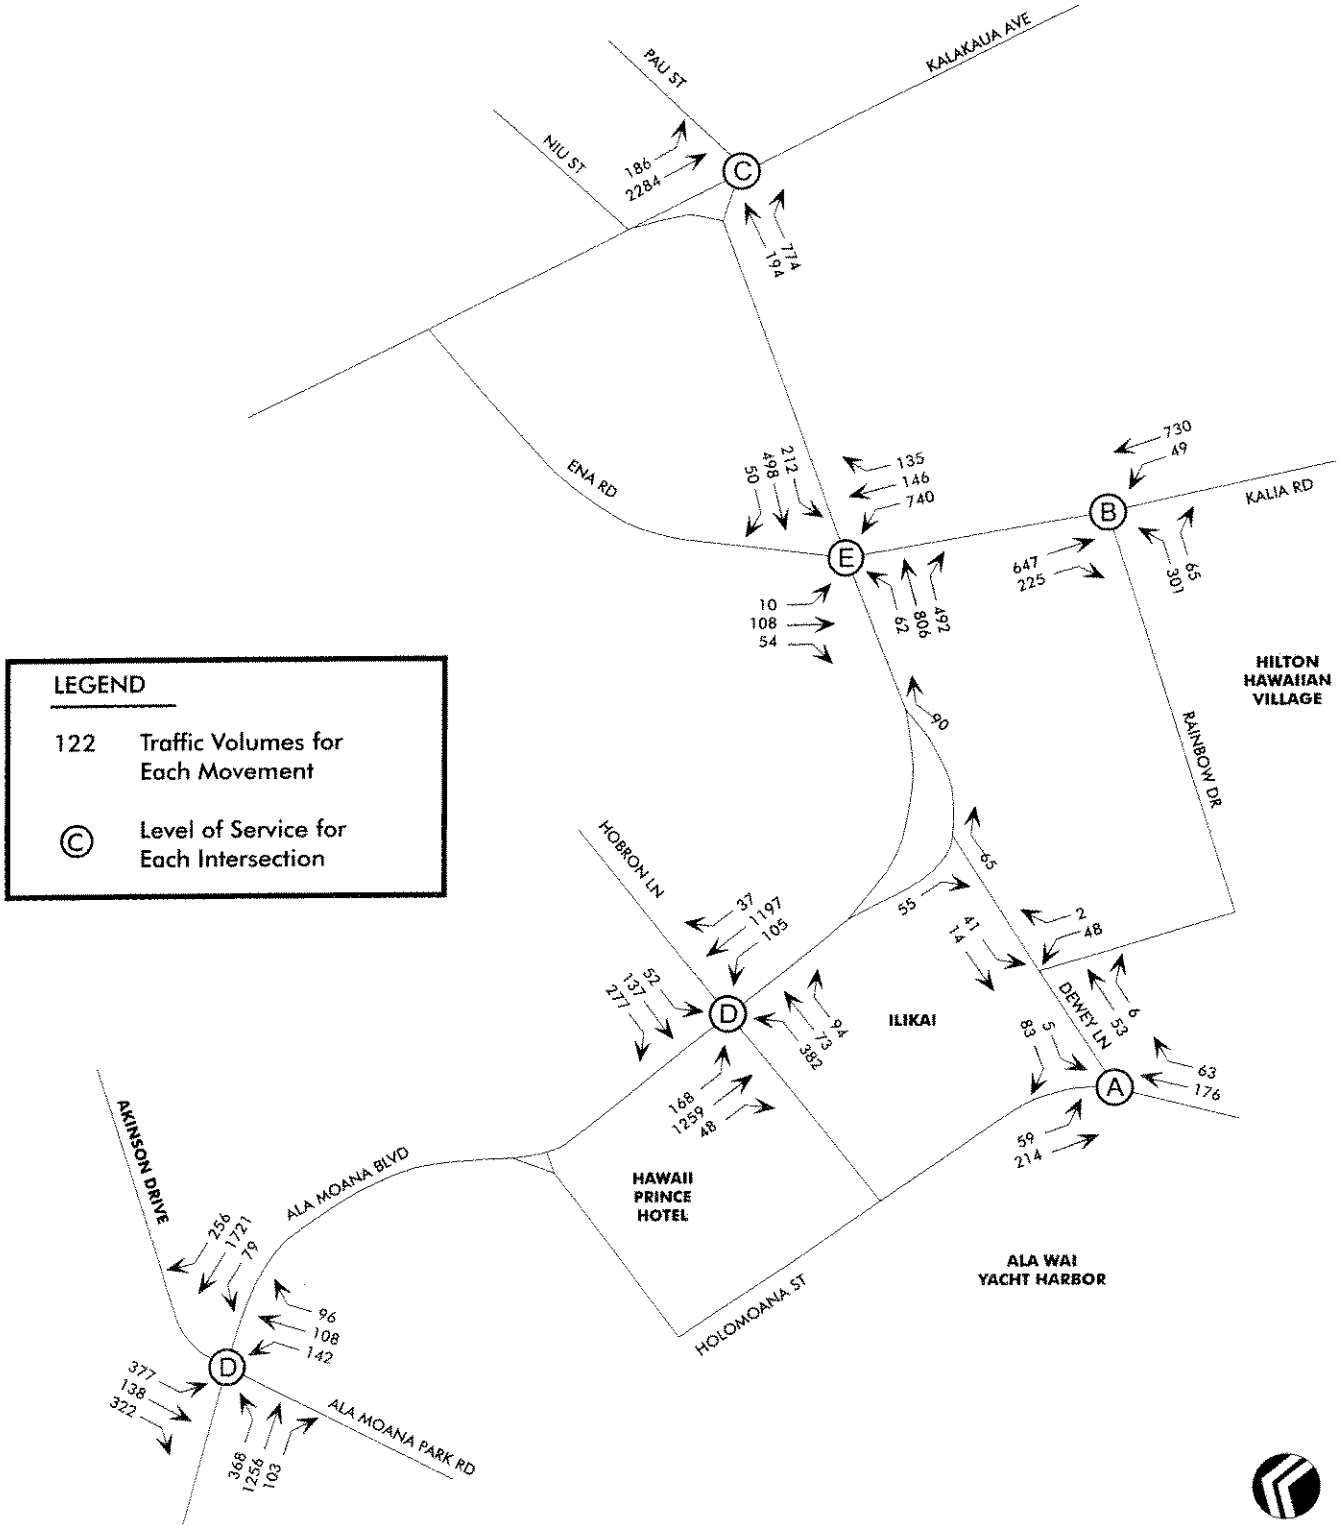 KALAKAUA AVE
PAU ST
NIU ST
186
2284
C
774
194
ENA RD
50
498
212
135
146
740
730
49
KALIA RD
B
E
647
225
301
65
10
108
54
62
806
492
HILTON
HAWAIIAN
VILLAGE
LEGEND
122 Traffic Volumes for
Each Movement
C Level of Service for
Each Intersection
90
RAINBOW DR
HOBRON LN
65
55
37
1197
105
41
14
2
48
52
137
277
D
ILIKAI
DEWEY LN
94
73
382
6
53
83
5
63
176
A
168
1259
48
59
214
AKINSON DRIVE
ALA MOANA BLVD
HAWAII
PRINCE
HOTEL
256
1721
79
ALA WAI
YACHT HARBOR
HOLOMOANA ST
96
108
142
D
377
138
322
368
1256
103
ALA MOANA PARK RD